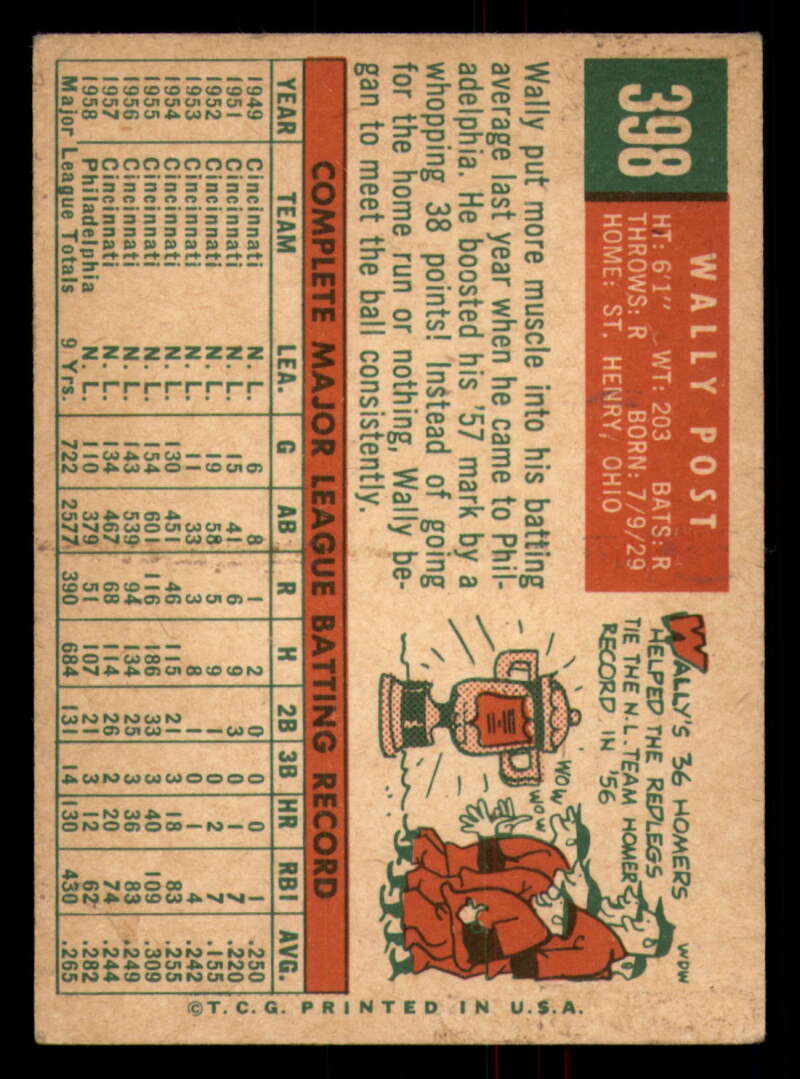 398
WALLY POST
HT: 6'1" WT: 203 BATS: R
THROWS: R BORN: 7/9/29
HOME: ST. HENRY, OHIO
Wally put more muscle into his batting
average last year when he came to Phil-
adelphia. He boosted his '57 mark by a
whopping 38 points! Instead of going
for the home run or nothing, Wally be-
gan to meet the ball consistently.
WALLY'S 36 HOMERS
HELPED THE REDLEGS
TIE THE N.L. TEAM HOMER
RECORD IN '56
WOW
WOW
WOW
COMPLETE MAJOR LEAGUE BATTING RECORD
YEAR TEAM LEA. G AB R H 2B 3B HR RBI AVG.
1949 Cincinnati N. L. 6 8 1 2 0 0 0 1 .250
1951 Cincinnati N. L. 15 41 6 9 3 0 1 7 .220
1952 Cincinnati N. L. 19 58 5 9 1 0 2 7 .155
1953 Cincinnati N. L. 11 33 3 8 1 0 1 4 .242
1954 Cincinnati N. L. 130 451 46 115 21 3 18 83 .255
1955 Cincinnati N. L. 154 601 116 186 33 3 40 109 .309
1956 Cincinnati N. L. 143 539 94 134 25 3 36 83 .249
1957 Cincinnati N. L. 134 467 68 114 26 2 20 74 .244
1958 Philadelphia N. L. 110 379 51 107 21 3 12 62 .282
Major League Totals 9 Yrs. 722 2577 390 684 131 14 130 430 .265
©T.C.G. PRINTED IN U.S.A.